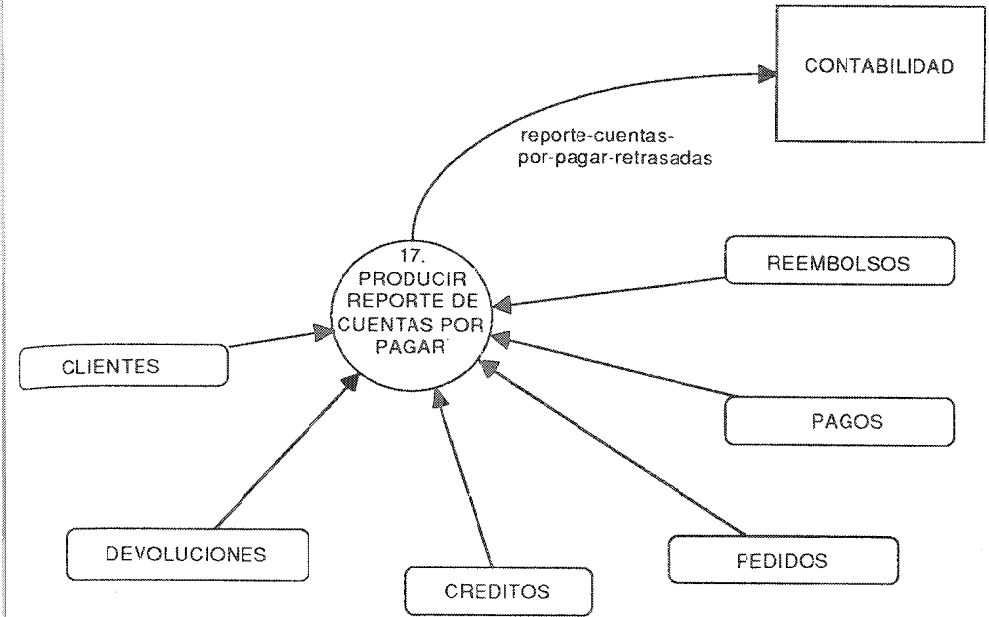 CONTABILIDAD
reporte-cuentas-
por-pagar-retrasadas
17.
PRODUCIR
REPORTE DE
CUENTAS POR
PAGAR
REEMBOLSOS
CLIENTES
PAGOS
DEVOLUCIONES
PEDIDOS
CREDITOS